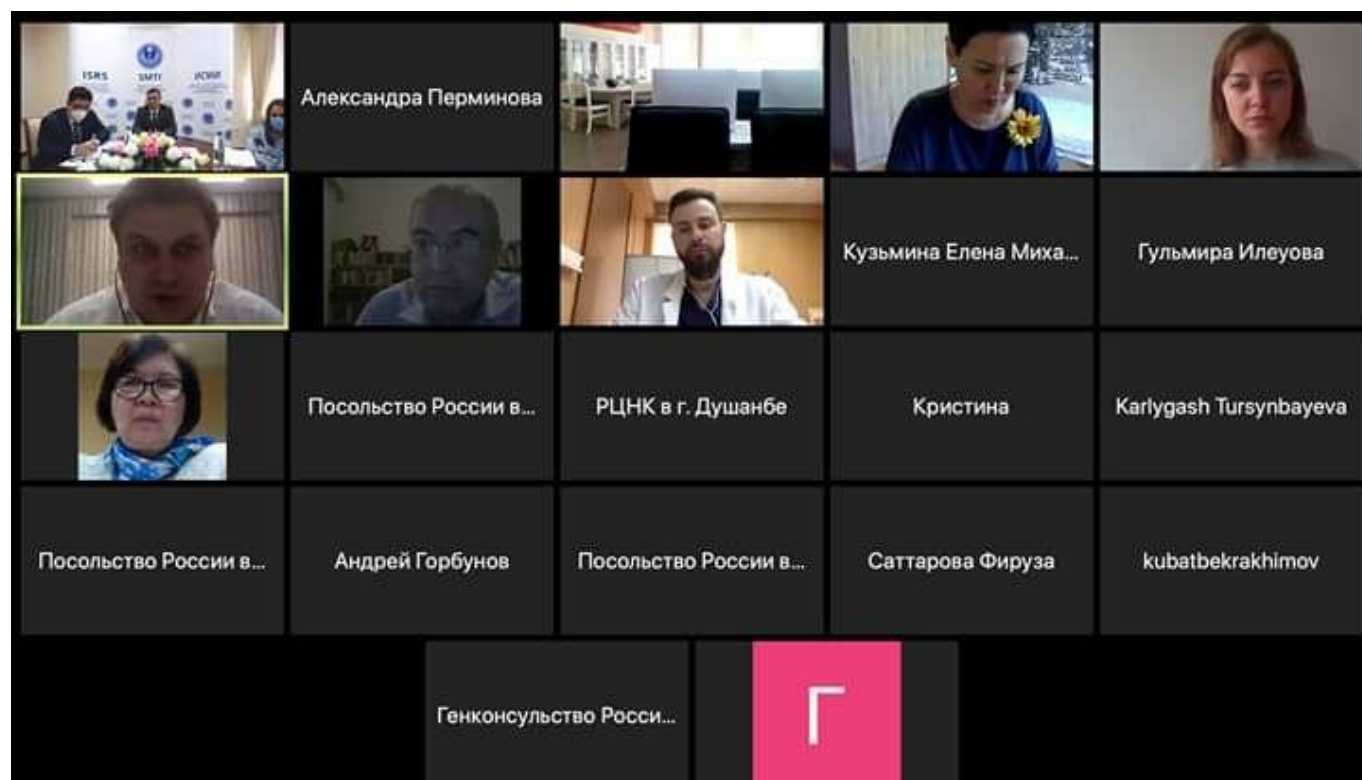 ISRS SMTI ИСМИ
Александра Перминова
Кузьмина Елена Миха...
Гульмира Илеуова
Посольство России в...
РЦНК в г. Душанбе
Кристина
Karlygash Tursynbayeva
Посольство России в...
Андрей Горбунов
Посольство России в...
Саттарова Фируза
kubatbekrakhimov
Генконсульство Росси...
Г